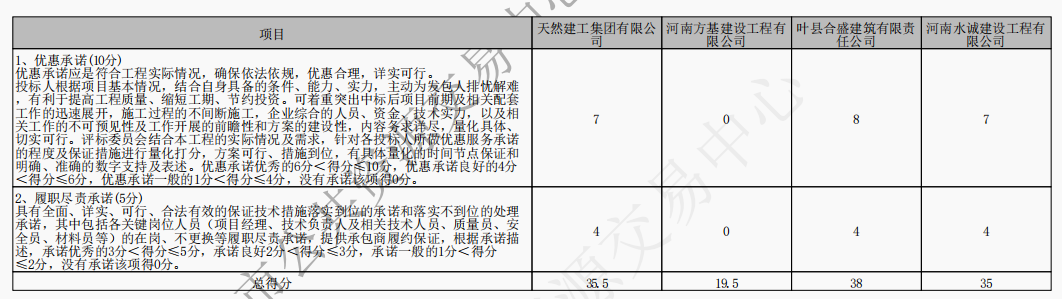 项目
天然建工集团有限公
司
河南方基建设工程有
限公司
叶县合盛建筑有限责
任公司
河南水诚建设工程有
限公司
1、优惠承诺(10分)
优惠承诺应是符合工程实际情况，确保依法依规，优惠合理，详实可行。
投标人根据项目基本情况，结合自身具备的条件、能力、实力，主动为发包人排忧解难
，有利于提高工程质量、缩短工期、节约投资。可着重突出中标后项目前期及相关配套
工作的迅速展开，施工过程的不间断施工，企业综合的人员、资金、技术实力，以及相
关工作的不可预见性及工作开展的前瞻性和方案的建设性，内容务求详尽，量化具体、
切实可行。评标委员会结合本工程的实际情况及需求，针对各投标人所做优惠服务承诺
的程度及保证措施进行量化打分，方案可行、措施到位，有具体量化的时间节点保证和
明确、准确的数字支持及表述。优惠承诺优秀的6分＜得分≤10分，优惠承诺良好的4分
＜得分≤6分，优惠承诺一般的1分＜得分≤4分，没有承诺该项得0分。
7
0
8
7
2、履职尽责承诺(5分)
具有全面、详实、可行、合法有效的保证技术措施落实到位的承诺和落实不到位的处理
承诺，其中包括各关键岗位人员（项目经理、技术负责人及相关技术人员、质量员、安
全员、材料员等）的在岗、不更换等履职尽责承诺，提供承包商履约保证，根据承诺描
述，承诺优秀的3分＜得分≤5分，承诺良好2分＜得分≤3分，承诺一般的1分＜得分
≤2分，没有承诺该项得0分。
4
0
4
4
总得分
35.5
19.5
38
35